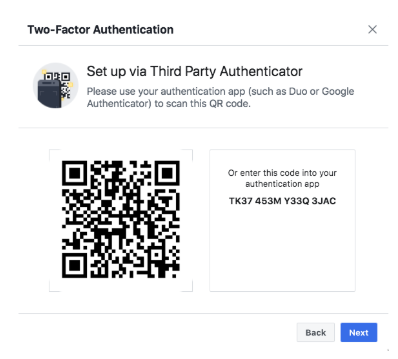 Two-Factor Authentication
Set up via Third Party Authenticator
Please use your authentication app (such as Duo or Google
Authenticator) to scan this QR code.
Or enter this code into your
authentication app
TK37 453M Y33Q 3JAC
Back Next